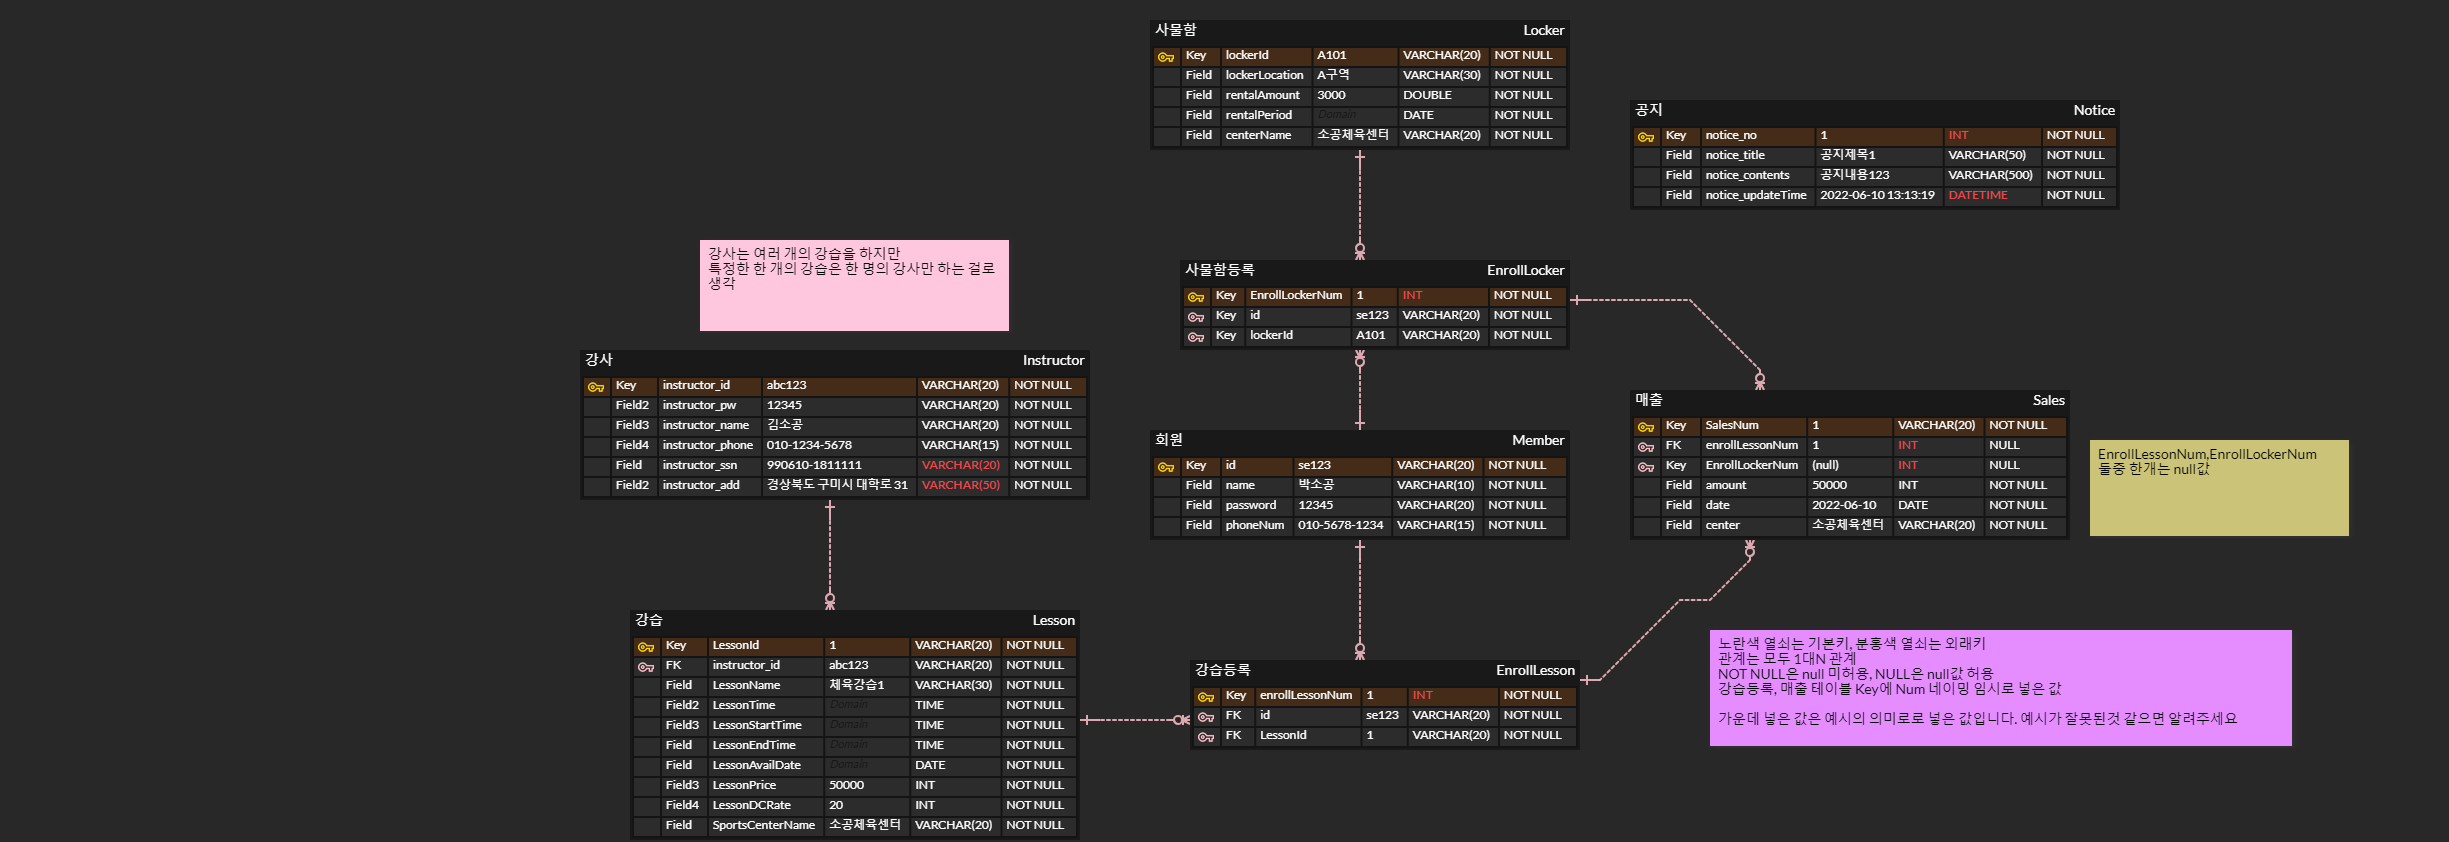 사물함 Locker
Key lockerId A101 VARCHAR(20) NOT NULL
Field lockerLocation A구역 VARCHAR(30) NOT NULL
Field rentalAmount 3000 DOUBLE NOT NULL
Field rentalPeriod Domain DATE NOT NULL
Field centerName 소공체육센터 VARCHAR(20) NOT NULL
공지 Notice
Key notice_no 1 INT NOT NULL
Field notice_title 공지제목1 VARCHAR(50) NOT NULL
Field notice_contents 공지내용123 VARCHAR(500) NOT NULL
Field notice_updateTime 2022-06-10 13:13:19 DATETIME NOT NULL
강사는 여러 개의 강습을 하지만
특정한 한 개의 강습은 한 명의 강사만 하는 걸로
생각
사물함등록 EnrollLocker
Key EnrollLockerNum 1 INT NOT NULL
Key id se123 VARCHAR(20) NOT NULL
Key lockerId A101 VARCHAR(20) NOT NULL
강사 Instructor
Key instructor_id abc123 VARCHAR(20) NOT NULL
Field2 instructor_pw 12345 VARCHAR(20) NOT NULL
Field3 instructor_name 김소공 VARCHAR(20) NOT NULL
Field4 instructor_phone 010-1234-5678 VARCHAR(15) NOT NULL
Field instructor_ssn 990610-1811111 VARCHAR(20) NOT NULL
Field2 instructor_add 경상북도 구미시 대학로 31 VARCHAR(50) NOT NULL
회원 Member
Key id se123 VARCHAR(20) NOT NULL
Field name 박소공 VARCHAR(10) NOT NULL
Field password 12345 VARCHAR(20) NOT NULL
Field phoneNum 010-5678-1234 VARCHAR(15) NOT NULL
매출 Sales
Key SalesNum 1 VARCHAR(20) NOT NULL
FK enrollLessonNum 1 INT NULL
Key EnrollLockerNum (null) INT NULL
Field amount 50000 INT NOT NULL
Field date 2022-06-10 DATE NOT NULL
Field center 소공체육센터 VARCHAR(20) NOT NULL
EnrollLessonNum,EnrollLockerNum
둘중 한개는 null값
강습 Lesson
Key LessonId 1 VARCHAR(20) NOT NULL
FK instructor_id abc123 VARCHAR(20) NOT NULL
Field LessonName 체육강습1 VARCHAR(30) NOT NULL
Field2 LessonTime Domain TIME NOT NULL
Field3 LessonStartTime Domain TIME NOT NULL
Field LessonEndTime Domain TIME NOT NULL
Field LessonAvailDate Domain DATE NOT NULL
Field3 LessonPrice 50000 INT NOT NULL
Field4 LessonDCRate 20 INT NOT NULL
Field SportsCenterName 소공체육센터 VARCHAR(20) NOT NULL
강습등록 EnrollLesson
Key enrollLessonNum 1 INT NOT NULL
FK id se123 VARCHAR(20) NOT NULL
FK LessonId 1 VARCHAR(20) NOT NULL
노란색 열쇠는 기본키, 분홍색 열쇠는 외래키
관계는 모두 1대N 관계
NOT NULL은 null 미허용, NULL은 null값 허용
강습등록, 매출 테이블 Key에 Num 네이밍 임시로 넣은 값
가운데 넣은 값은 예시의 의미로로 넣은 값입니다. 예시가 잘못된것 같으면 알려주세요